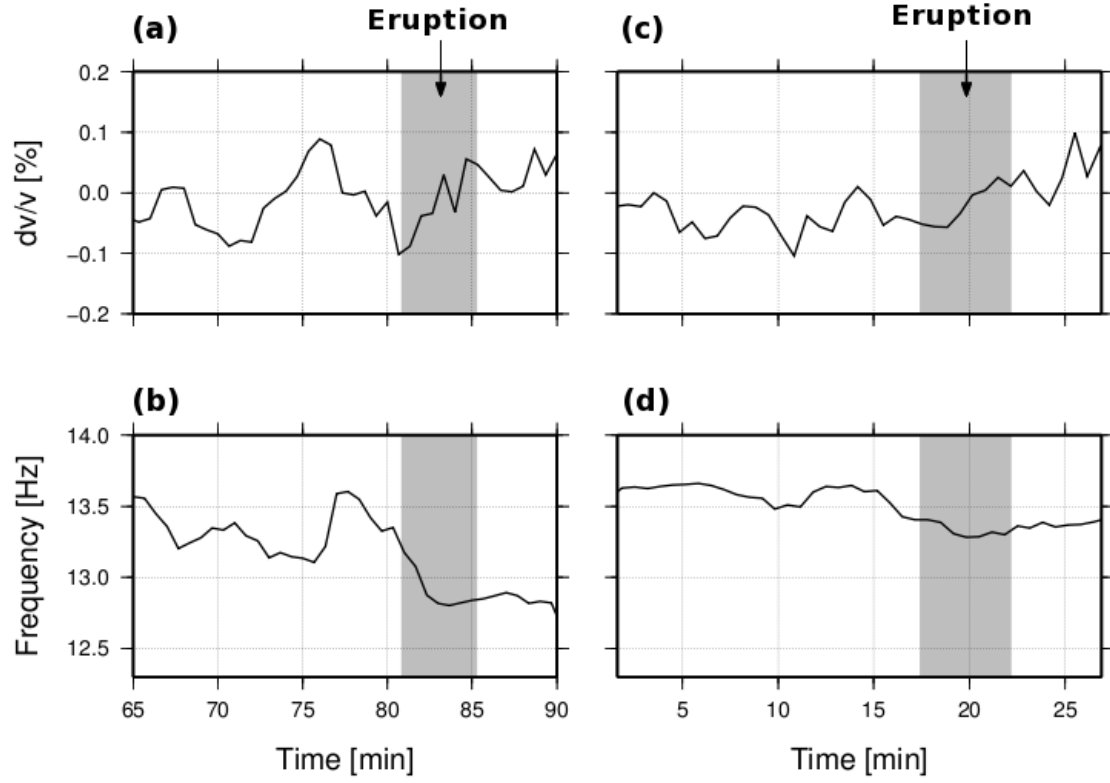 (a) Eruption (c) Eruption
0.2
0.1
0.0
−0.1
−0.2
dv/v [%]
(b) (d)
14.0
13.5
13.0
12.5
Frequency [Hz]
65 70 75 80 85 90 5 10 15 20 25
Time [min] Time [min]